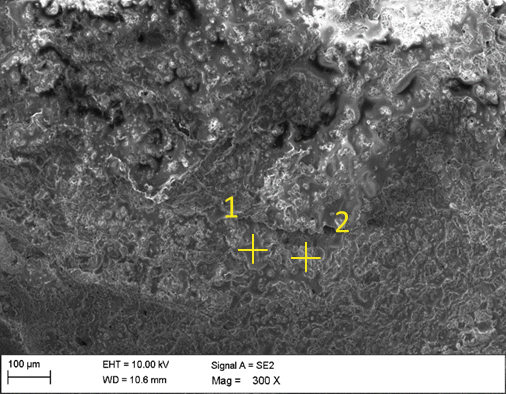 1
2
100 µm
EHT = 10.00 kV
Signal A = SE2
WD = 10.6 mm
Mag = 300 X